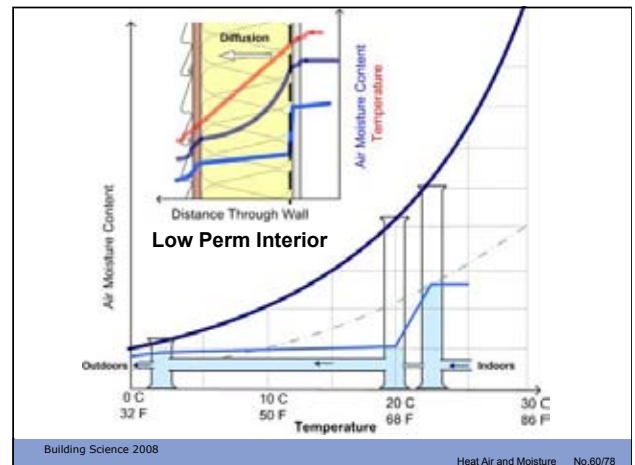 Diffusion
Air Moisture Content
Temperature
Distance Through Wall
Low Perm Interior
Air Moisture Content
Outdoors
Indoors
0 C
32 F
10 C
50 F
20 C
68 F
30 C
86 F
Temperature
Building Science 2008
Heat Air and Moisture No.60/78